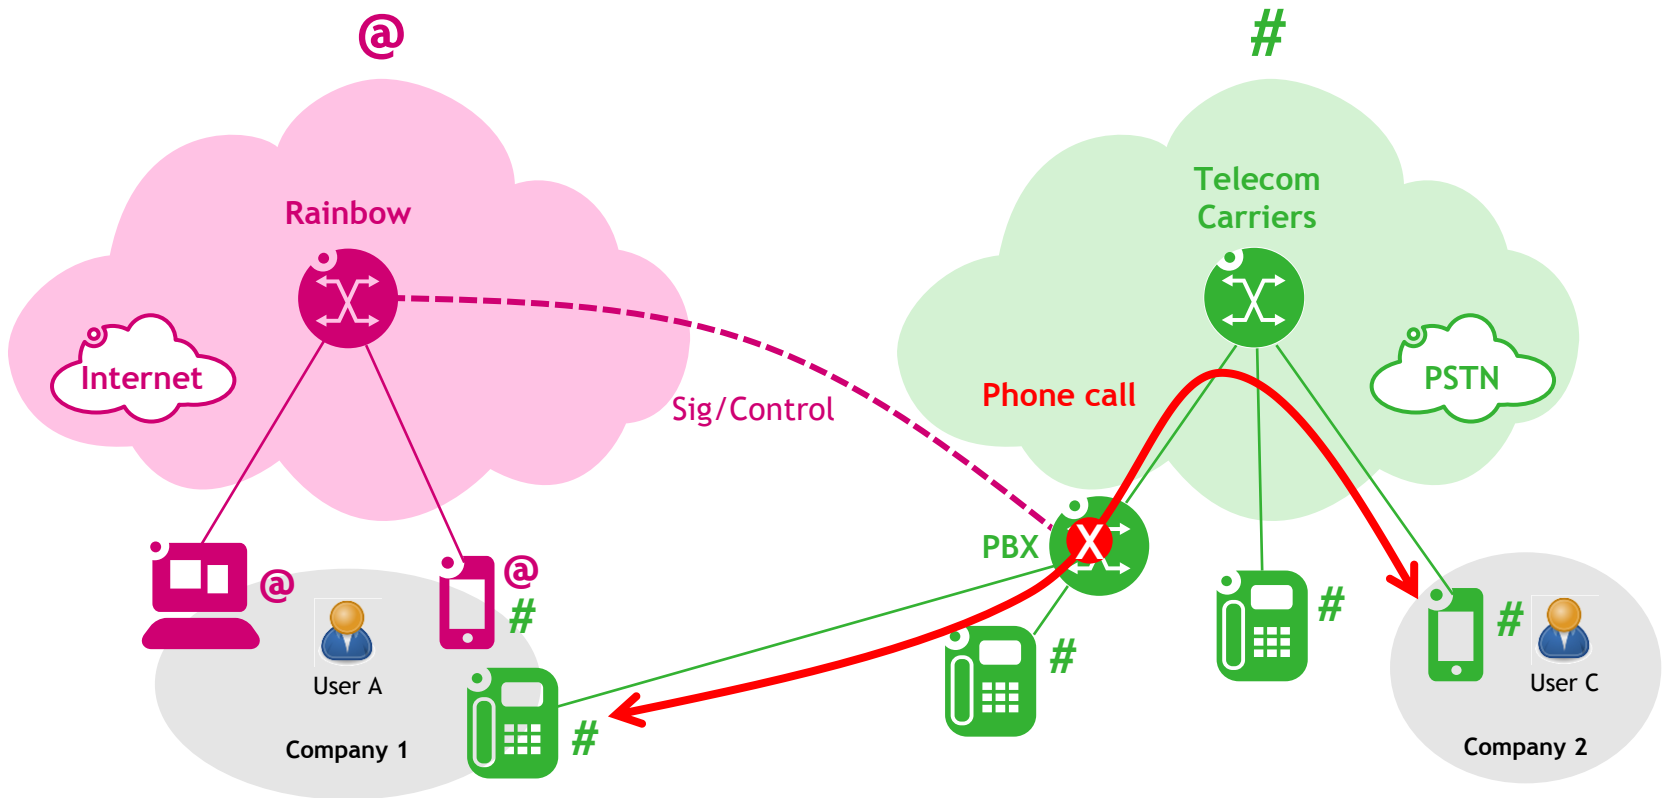 @
#
Telecom
Carriers
Rainbow
Internet
PSTN
Phone call
Sig/Control
PBX
X
@
@
#
#
#
#
#
User A
User C
Company 1
Company 2